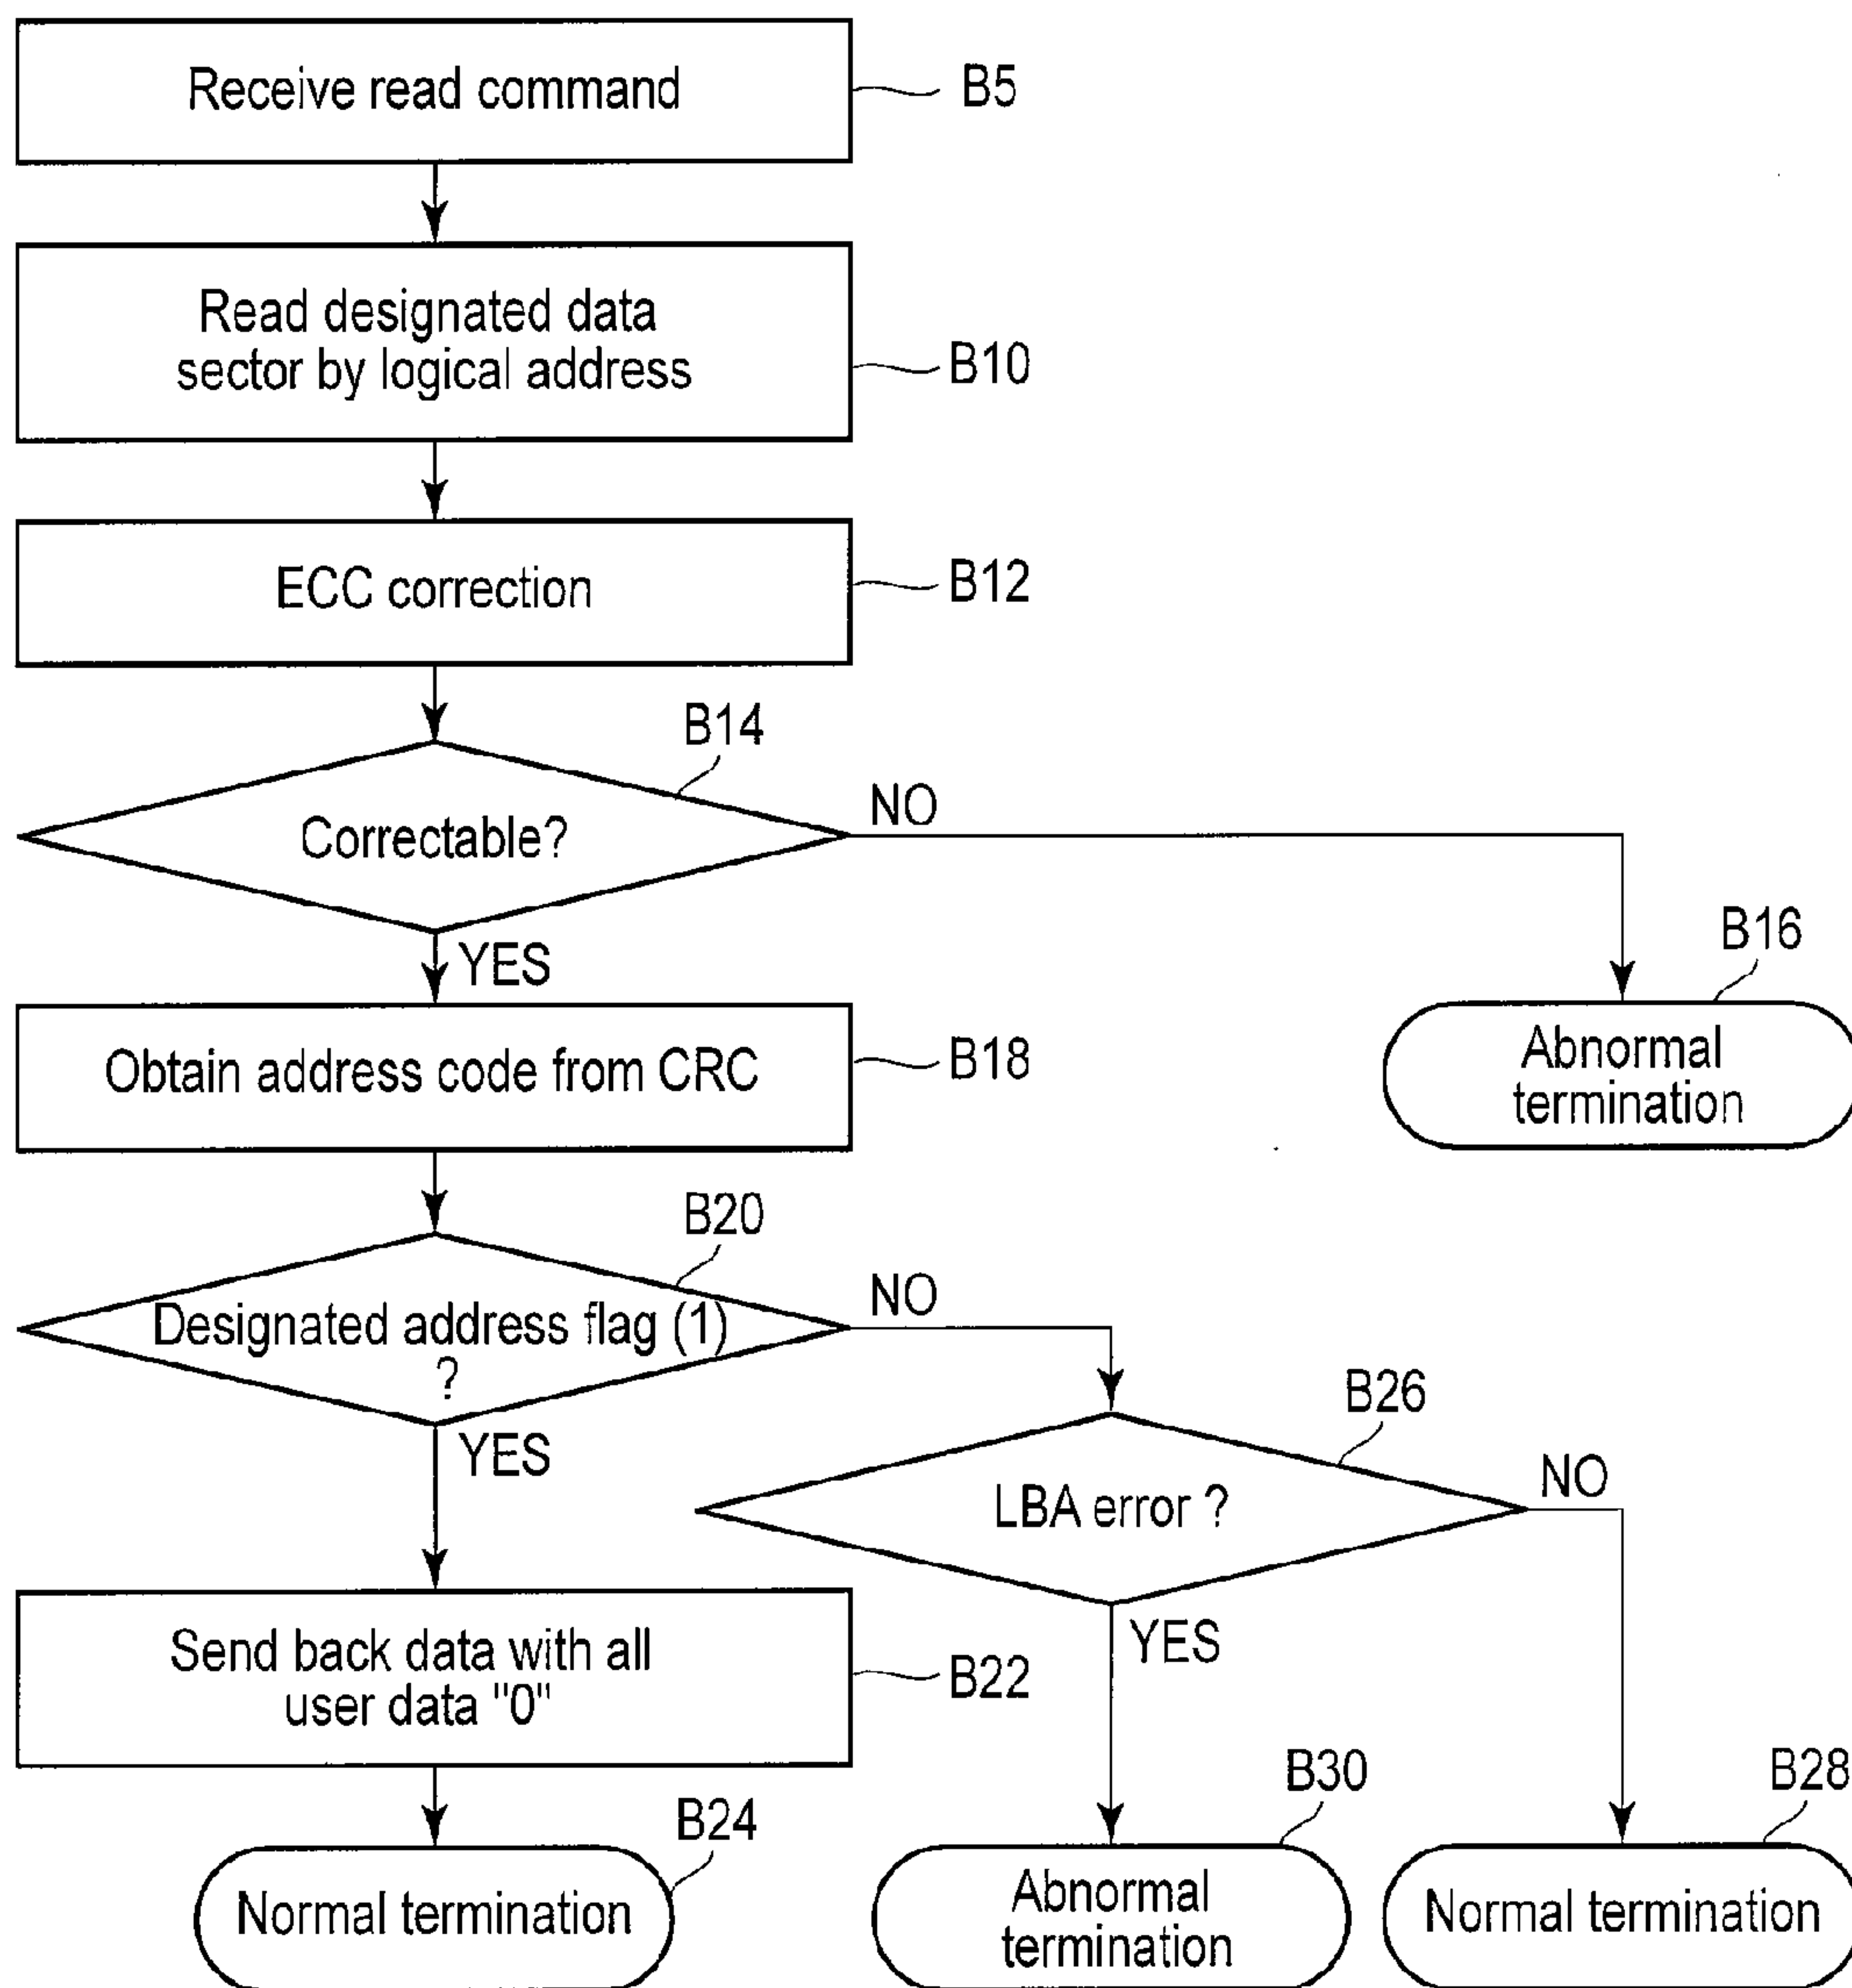 Receive read command
B5
Read designated data
sector by logical address
B10
ECC correction
B12
B14
Correctable?
NO
YES
B16
Abnormal
termination
Obtain address code from CRC
B18
B20
Designated address flag (1)
?
NO
YES
B26
LBA error ?
NO
YES
Send back data with all
user data "0"
B22
B24
Normal termination
B30
Abnormal
termination
B28
Normal termination